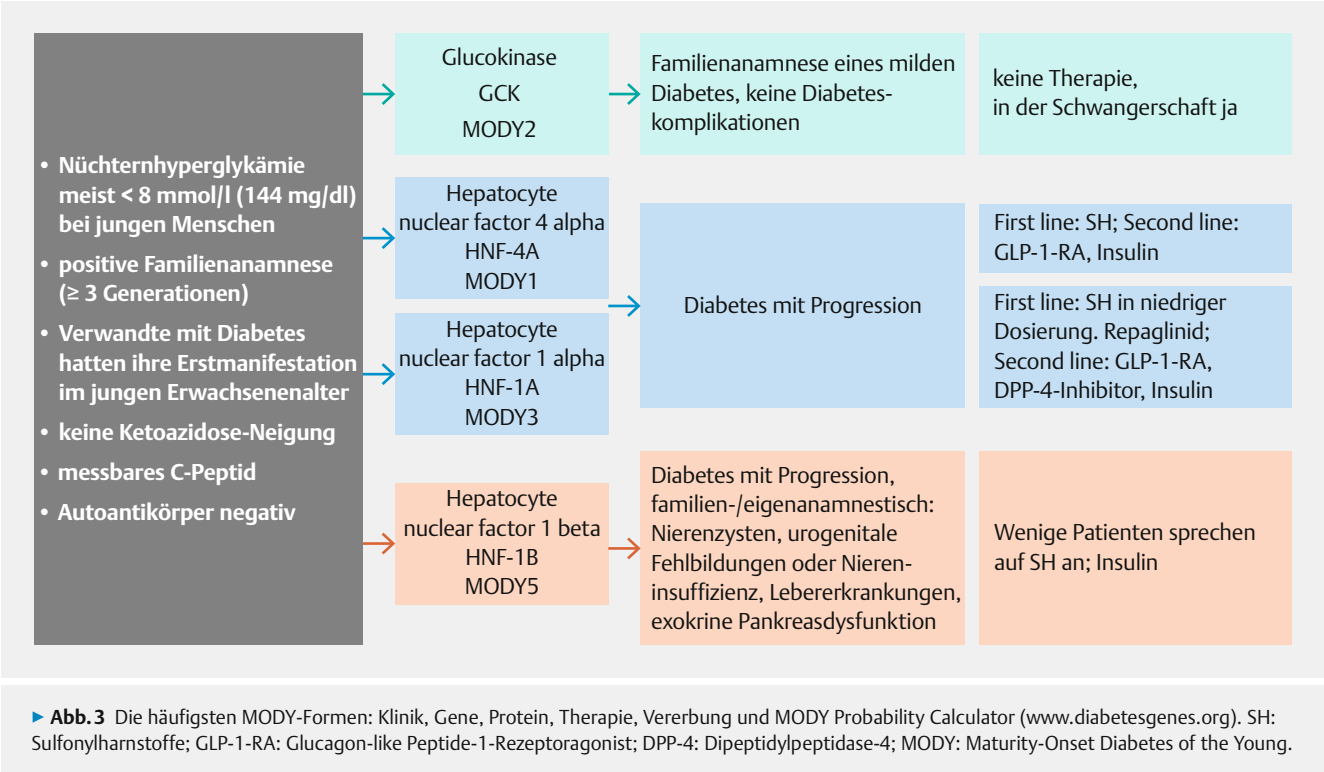 • Nüchternhyperglykämie
meist < 8 mmol/l (144 mg/dl)
bei jungen Menschen
• positive Familienanamnese
(≥ 3 Generationen)
• Verwandte mit Diabetes
hatten ihre Erstmanifestation
im jungen Erwachsenenalter
• keine Ketoazidose-Neigung
• messbares C-Peptid
• Autoantikörper negativ
Glucokinase
GCK
MODY2
Familienanamnese eines milden
Diabetes, keine Diabetes-
komplikationen
keine Therapie,
in der Schwangerschaft ja
Hepatocyte
nuclear factor 4 alpha
HNF-4A
MODY1
Hepatocyte
nuclear factor 1 alpha
HNF-1A
MODY3
Diabetes mit Progression
First line: SH; Second line:
GLP-1-RA, Insulin
First line: SH in niedriger
Dosierung. Repaglinid;
Second line: GLP-1-RA,
DPP-4-Inhibitor, Insulin
Hepatocyte
nuclear factor 1 beta
HNF-1B
MODY5
Diabetes mit Progression,
familien-/eigenanamnestisch:
Nierenzysten, urogenitale
Fehlbildungen oder Nieren-
insuffizienz, Lebererkrankungen,
exokrine Pankreasdysfunktion
Wenige Patienten sprechen
auf SH an; Insulin
▶ Abb. 3 Die häufigsten MODY-Formen: Klinik, Gene, Protein, Therapie, Vererbung und MODY Probability Calculator (www.diabetesgenes.org). SH:
Sulfonylharnstoffe; GLP-1-RA: Glucagon-like Peptide-1-Rezeptoragonist; DPP-4: Dipeptidylpeptidase-4; MODY: Maturity-Onset Diabetes of the Young.